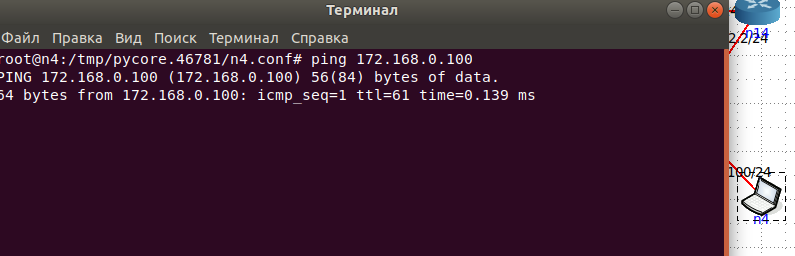 Терминал
Файл Правка Вид Поиск Терминал Справка
root@n4:/tmp/pycore.46781/n4.conf# ping 172.168.0.100
PING 172.168.0.100 (172.168.0.100) 56(84) bytes of data.
64 bytes from 172.168.0.100: icmp_seq=1 ttl=61 time=0.139 ms
n14
2.2/24
100/24
n4